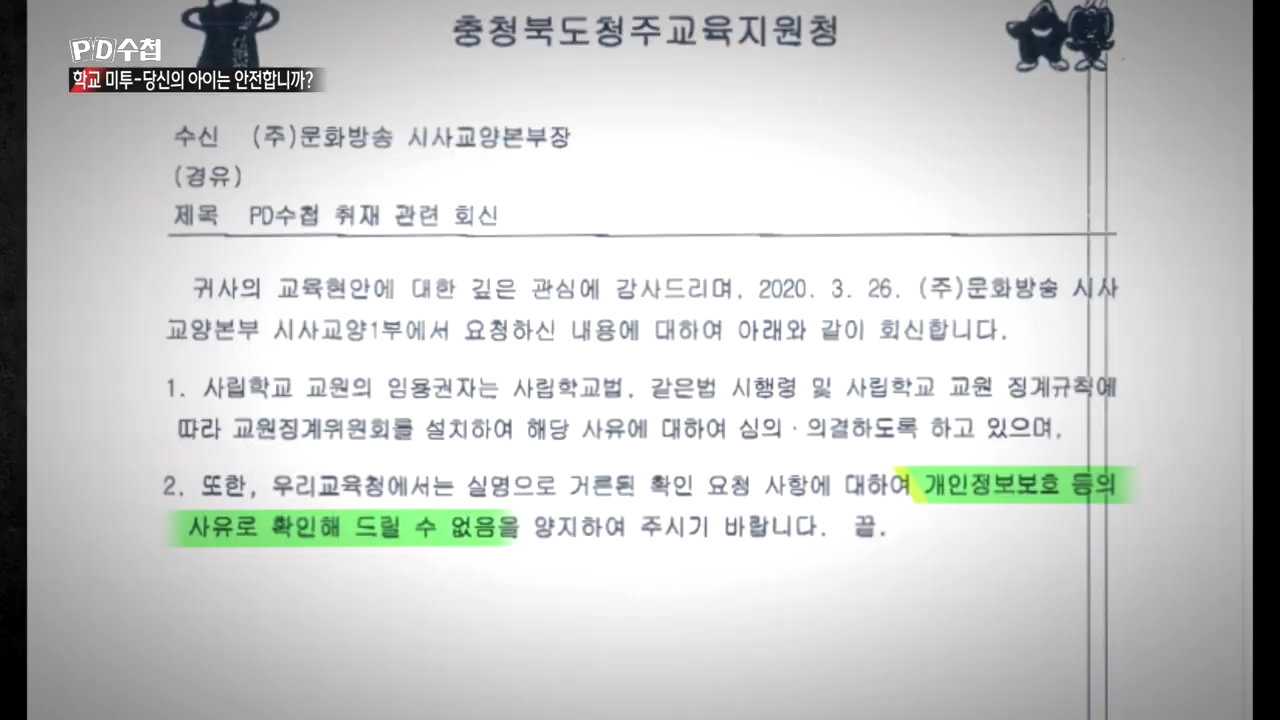 PD수첩
학교 미투-당신의 아이는 안전합니까?
충청북도청주교육지원청
수신 (주)문화방송 시사교양본부장
(경유)
제목 PD수첩 취재 관련 회신
귀사의 교육현안에 대한 깊은 관심에 감사드리며, 2020. 3. 26. (주)문화방송 시사
교양본부 시사교양1부에서 요청하신 내용에 대하여 아래와 같이 회신합니다.
1. 사립학교 교원의 임용권자는 사립학교법, 같은법 시행령 및 사립학교 교원 징계규칙에
따라 교원징계위원회를 설치하여 해당 사유에 대하여 심의·의결하도록 하고 있으며,
2. 또한, 우리교육청에서는 실명으로 거른된 확인 요청 사항에 대하여 개인정보보호 등의
사유로 확인해 드릴 수 없음을 양지하여 주시기 바랍니다. 끝.